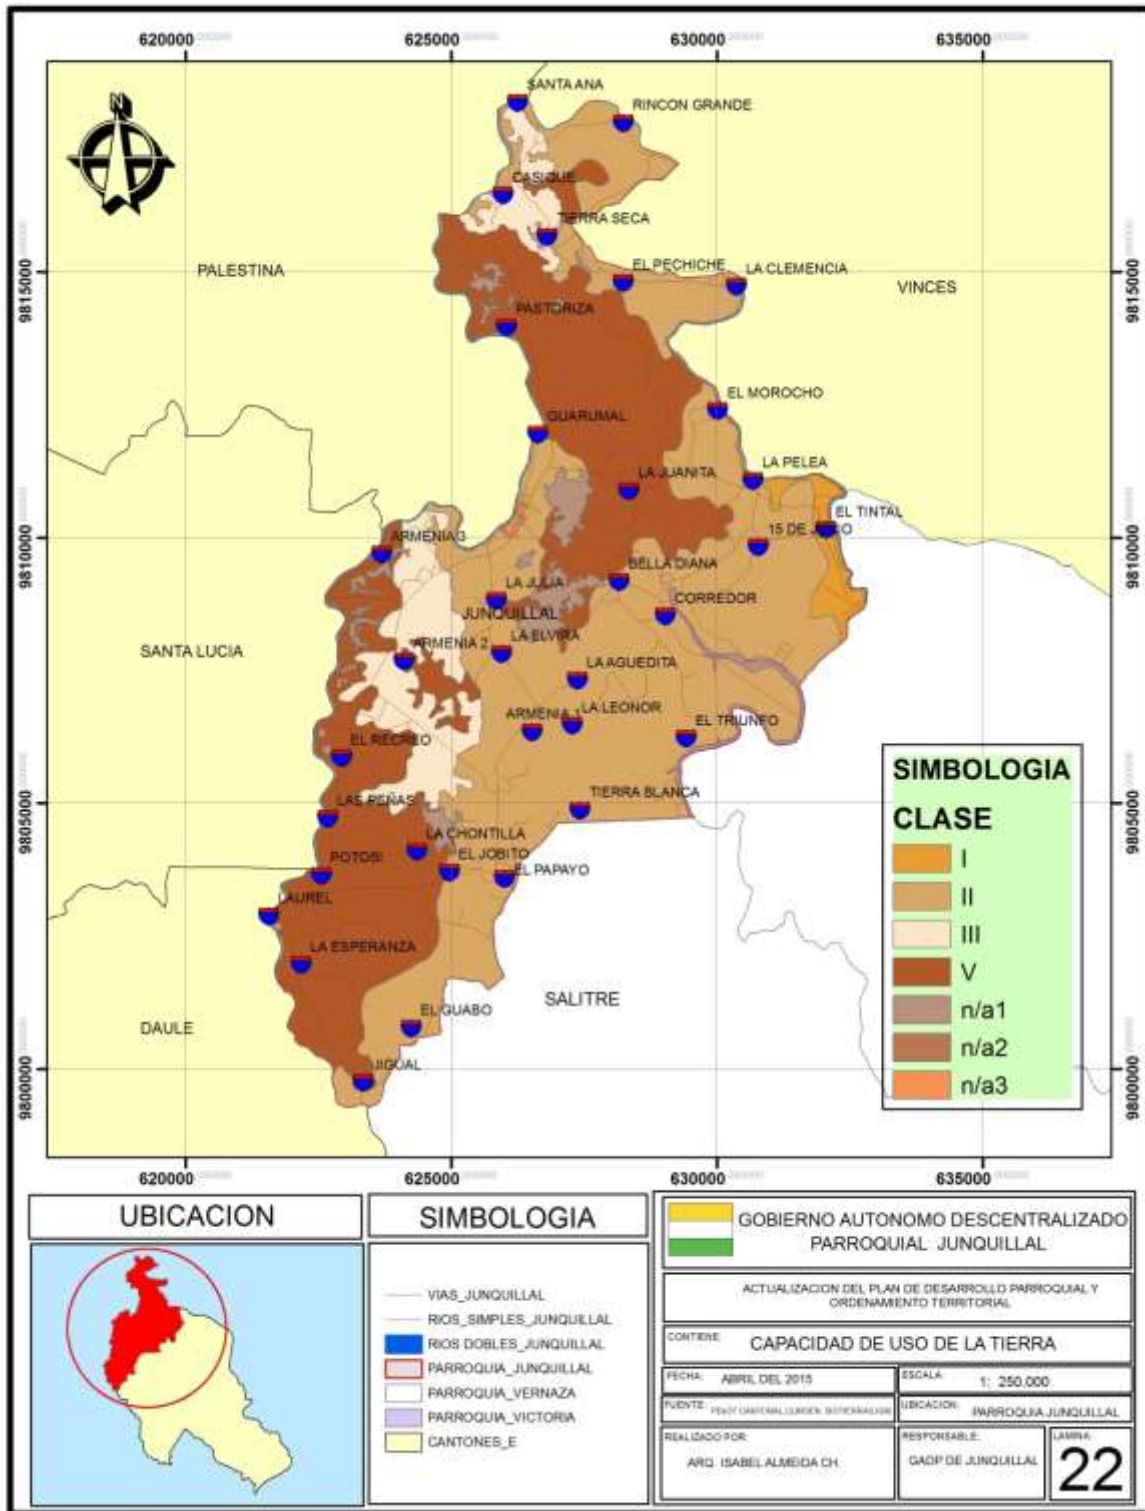 620000 625000 630000 635000
N
SANTA ANA
RINCON GRANDE
CASIQUE
TIERRA SECA
PALESTINA
EL PECHICHE
LA CLEMENCIA
VINCES
9815000
9815000
PASTORIZA
EL MOROCHO
GUARUMAL
LA PELEA
LA JUANITA
EL TINTAL
15 DE
9810000
9810000
ARMENIA 3
BELLA DIANA
LA JULIA
CORREDOR
JUNQUILLAL
SANTA LUCIA
ARMENIA 2
LA ELVIRA
LA AGUEDITA
LA LEONOR
ARMENIA 1
EL TRIUNFO
EL RECREO
TIERRA BLANCA
LAS PEÑAS
9805000
9805000
LA CHONTILLA
POTOSI
EL JOBITO
EL PAPAYO
LAUREL
LA ESPERANZA
SALITRE
EL GUABO
DAULE
JIGUAL
9800000
9800000
SIMBOLOGIA
CLASE
I
II
III
V
n/a1
n/a2
n/a3
620000 625000 630000 635000
UBICACION
SIMBOLOGIA
VIAS_JUNQUILLAL
RIOS_SIMPLES_JUNQUILLAL
RIOS DOBLES_JUNQUILLAL
PARROQUIA_JUNQUILLAL
PARROQUIA_VERNAZA
PARROQUIA_VICTORIA
CANTONES_E
GOBIERNO AUTONOMO DESCENTRALIZADO
PARROQUIAL JUNQUILLAL
ACTUALIZACION DEL PLAN DE DESARROLLO PARROQUIAL Y
ORDENAMIENTO TERRITORIAL
CONTIENE: CAPACIDAD DE USO DE LA TIERRA
FECHA: ABRIL DEL 2015
ESCALA: 1: 250.000
FUENTE:
UBICACION: PARROQUIA JUNQUILLAL
REALIZADO POR:
ARQ. ISABEL ALMEIDA CH.
RESPONSABLE:
GADP DE JUNQUILLAL
LAMINA:
22